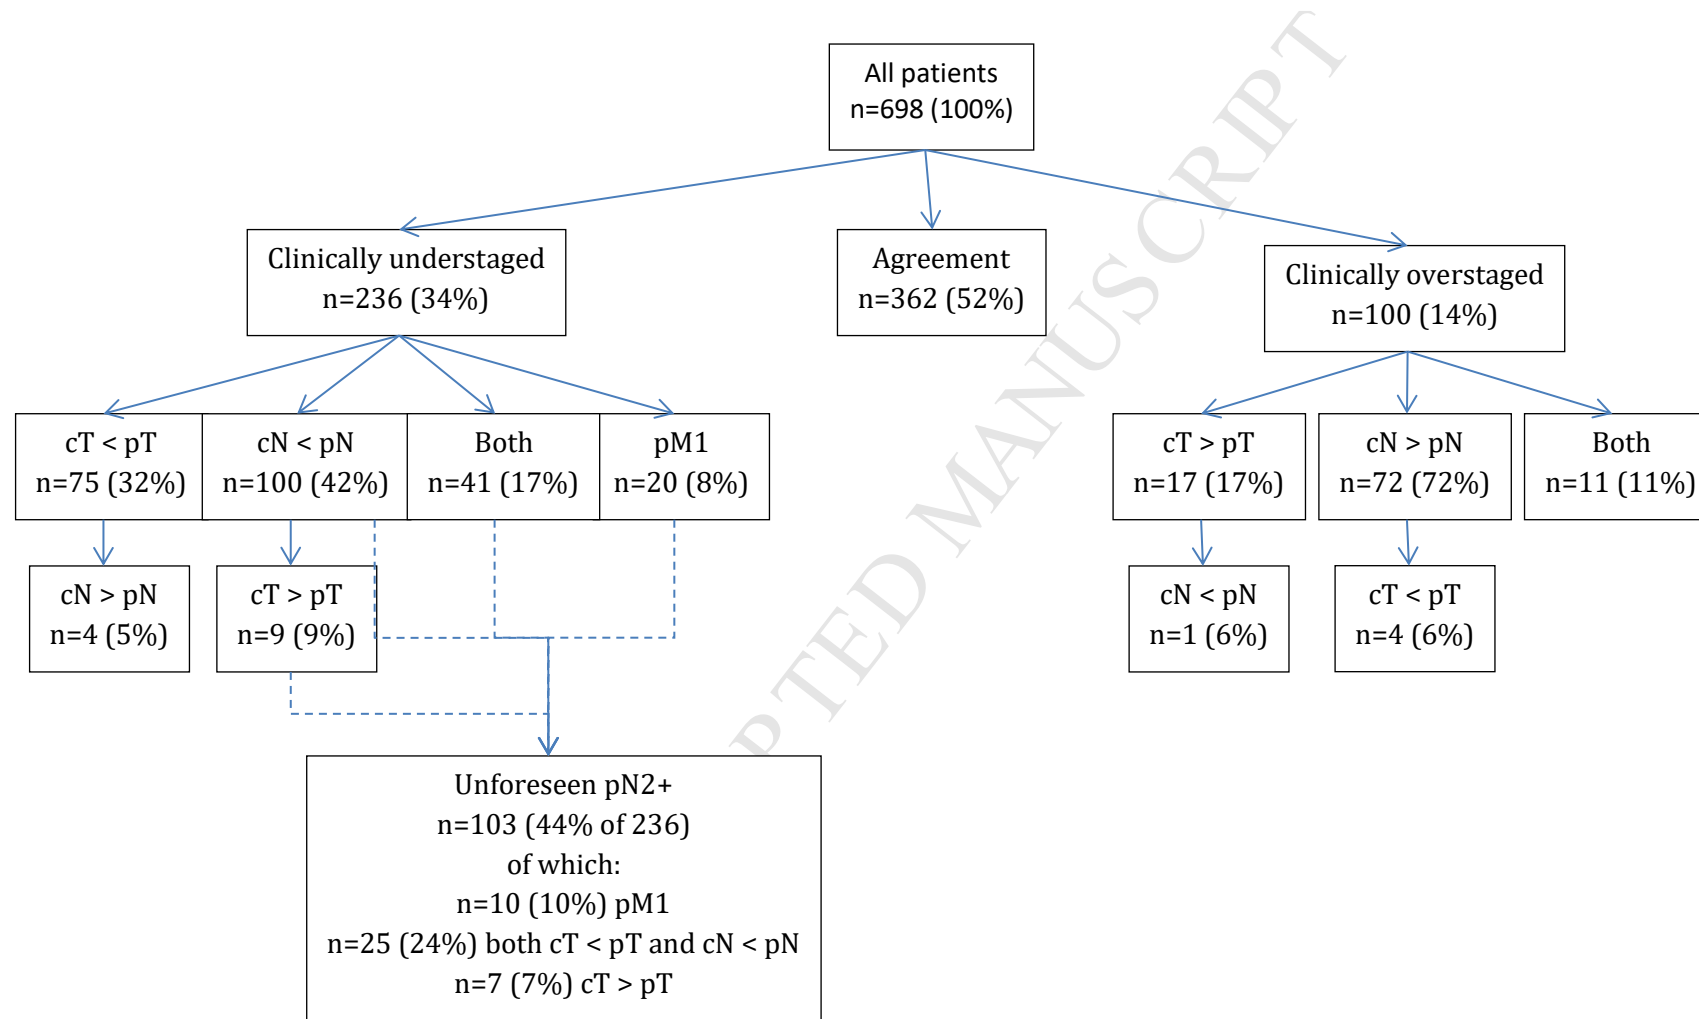 All patients
n=698 (100%)
Clinically understaged
n=236 (34%)
Agreement
n=362 (52%)
Clinically overstaged
n=100 (14%)
cT < pT
n=75 (32%)
cN < pN
n=100 (42%)
Both
n=41 (17%)
pM1
n=20 (8%)
cT > pT
n=17 (17%)
cN > pN
n=72 (72%)
Both
n=11 (11%)
cN > pN
n=4 (5%)
cT > pT
n=9 (9%)
cN < pN
n=1 (6%)
cT < pT
n=4 (6%)
Unforeseen pN2+
n=103 (44% of 236)
of which:
n=10 (10%) pM1
n=25 (24%) both cT < pT and cN < pN
n=7 (7%) cT > pT
PTED MANUSCRIPT